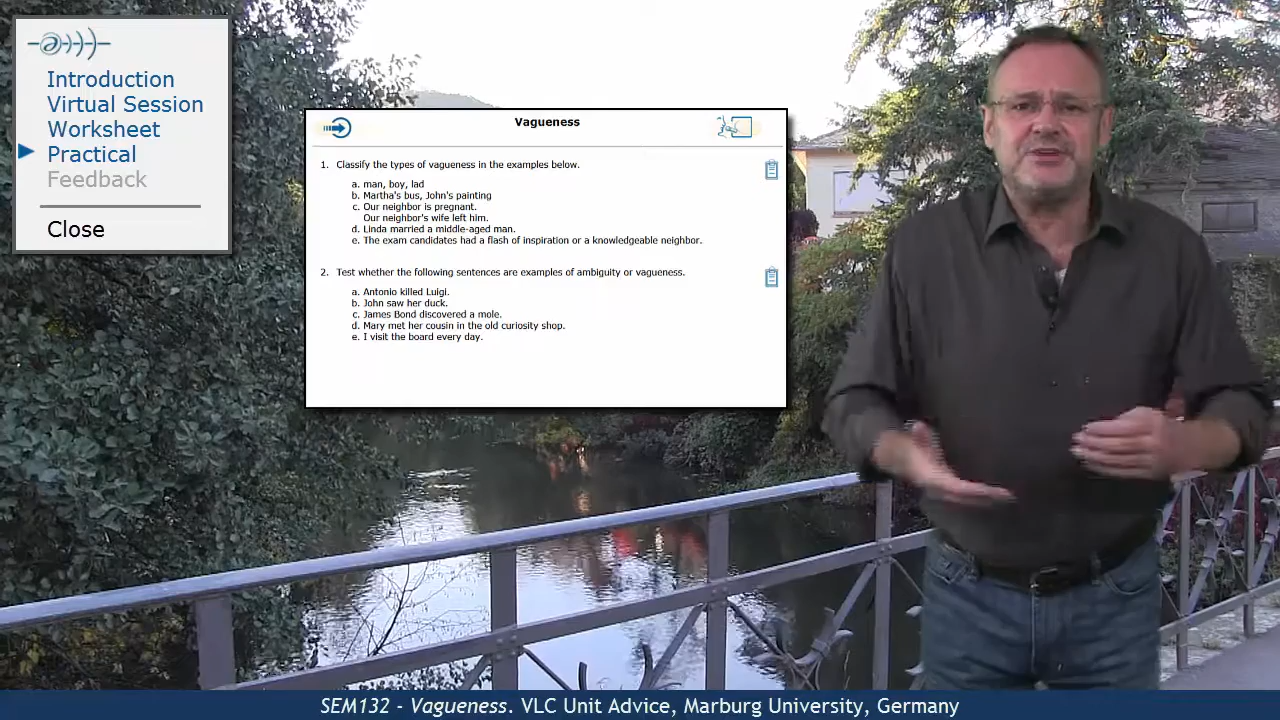 Introduction
Virtual Session
Worksheet
Practical
Feedback
Close
Vagueness
1. Classify the types of vagueness in the examples below.
a. man, boy, lad
b. Martha's bus, John's painting
c. Our neighbor is pregnant.
Our neighbor's wife left him.
d. Linda married a middle-aged man.
e. The exam candidates had a flash of inspiration or a knowledgeable neighbor.
2. Test whether the following sentences are examples of ambiguity or vagueness.
a. Antonio killed Luigi.
b. John saw her duck.
c. James Bond discovered a mole.
d. Mary met her cousin in the old curiosity shop.
e. I visit the board every day.
SEM132 - Vagueness. VLC Unit Advice, Marburg University, Germany